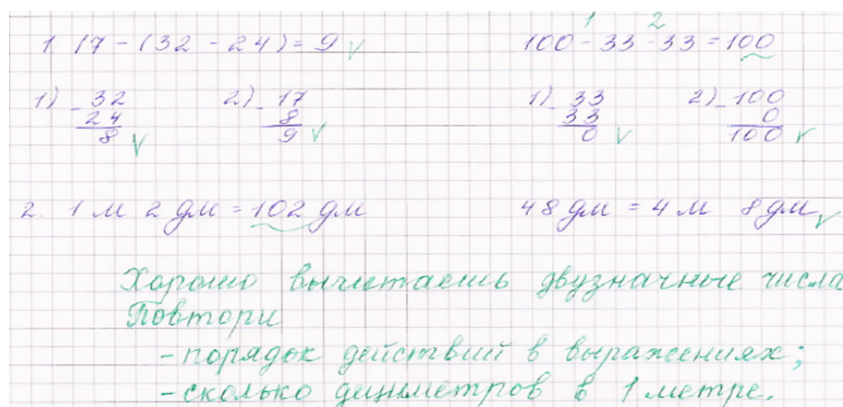 1 17 - (32 - 24) = 9 V
1 2
100 - 33 - 33 = 100
1) - 32
24
8 V
2) - 17
8
9 V
1) - 33
33
0 V
2) - 100
0
100 V
2. 1 м 2 дм = 102 дм
48 дм = 4 м 8 дм V
Хорошо вычитаешь двузначные числа
Повтори
- порядок действий в выражениях;
- сколько дециметров в 1 метре.